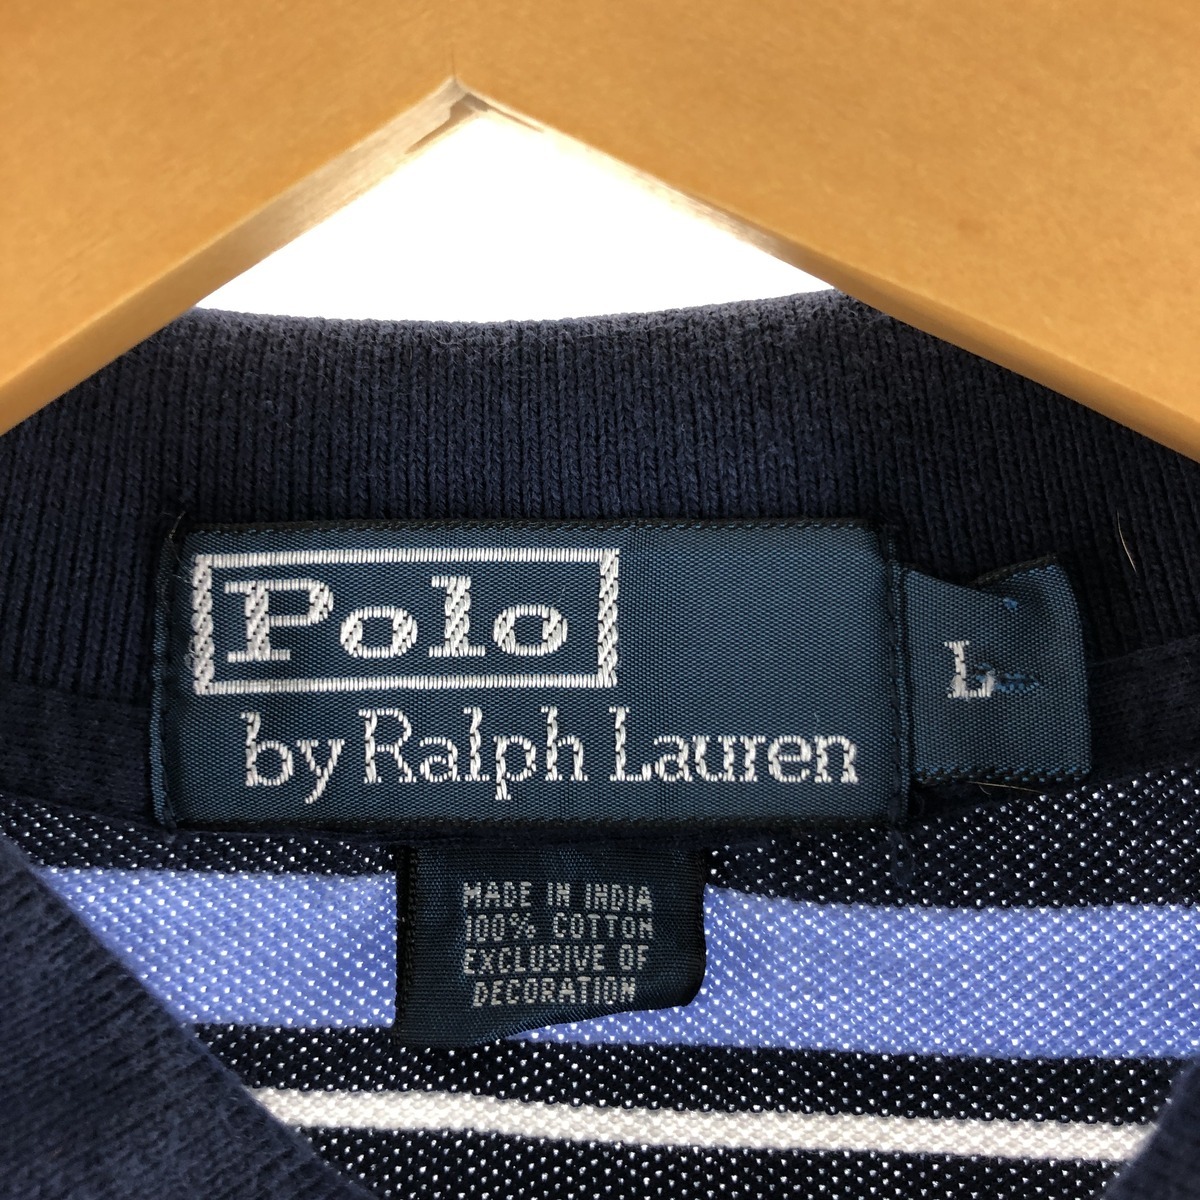 Polo
by Ralph Lauren
L
MADE IN INDIA
100% COTTON
EXCLUSIVE OF
DECORATION